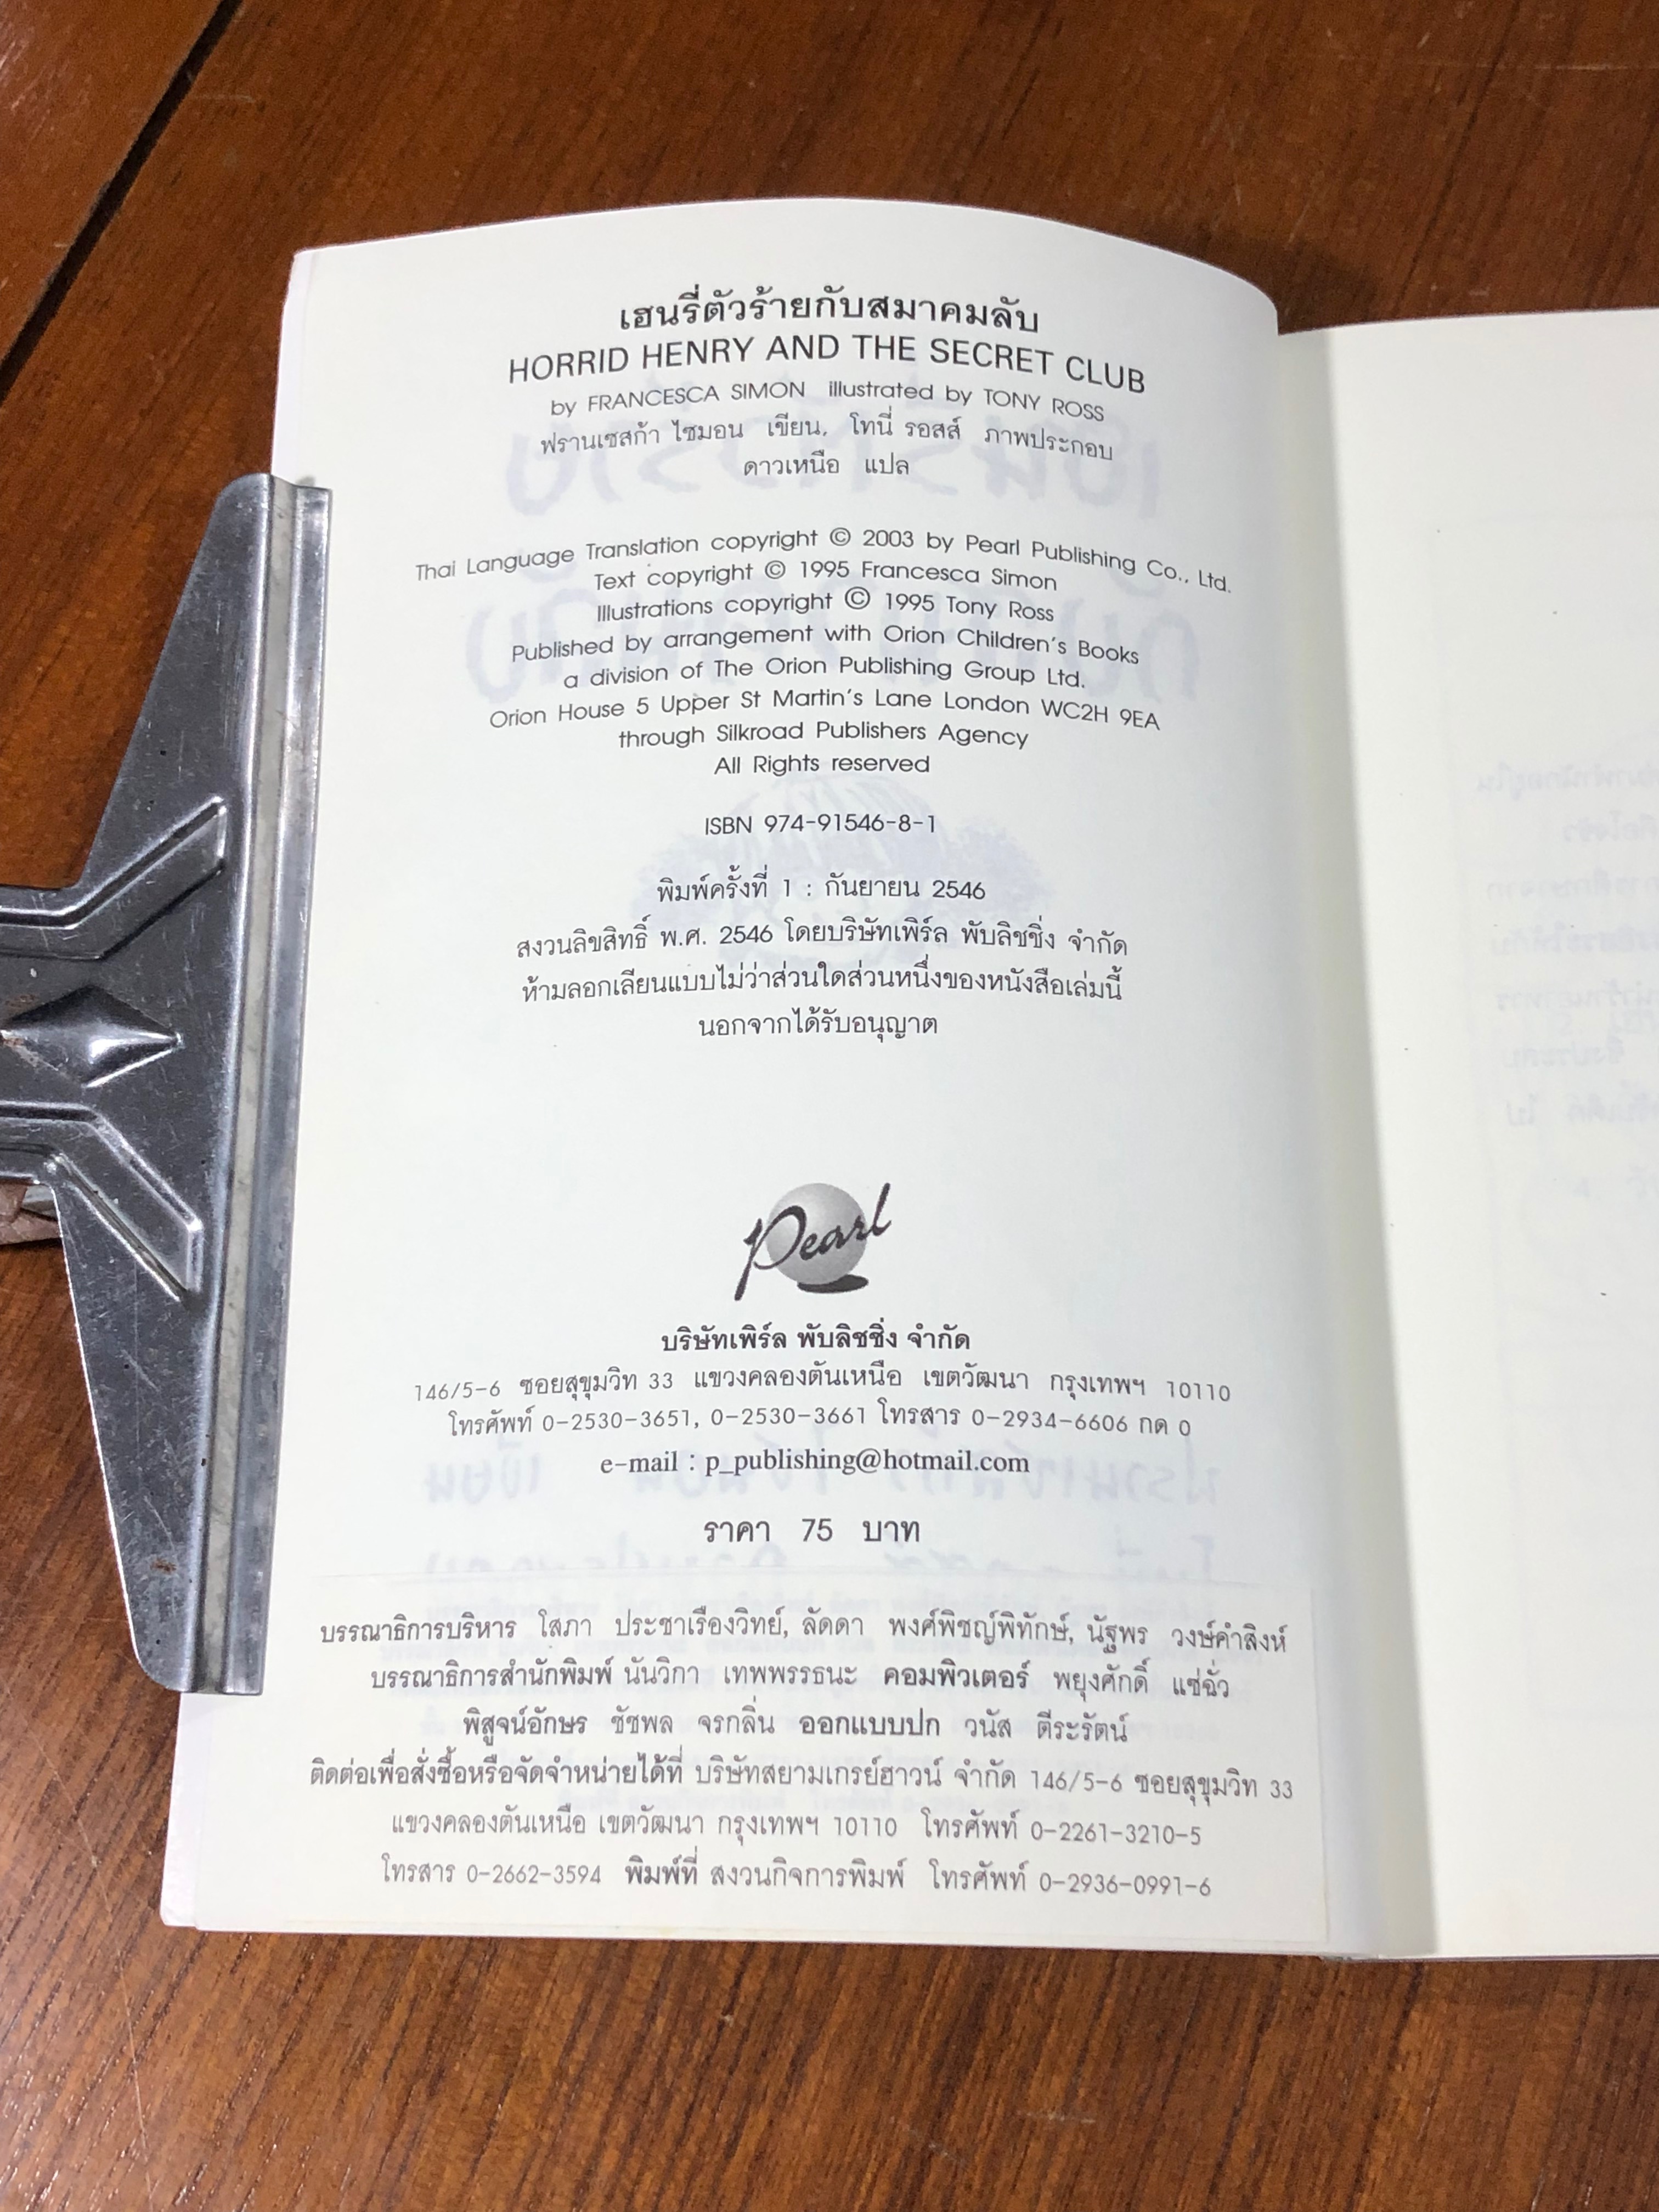 เฮนรี่ตัวร้ายกับสมาคมลับ
HORRID HENRY AND THE SECRET CLUB
by FRANCESCA SIMON illustrated by TONY ROSS
ฟรานเซสก้า ไซมอน เขียน, โทนี่ รอสส์ ภาพประกอบ
ดาวเหนือ แปล
Thai Language Translation copyright © 2003 by Pearl Publishing Co., Ltd.
Text copyright © 1995 Francesca Simon
Illustrations copyright © 1995 Tony Ross
Published by arrangement with Orion Children's Books
a division of The Orion Publishing Group Ltd.
Orion House 5 Upper St Martin's Lane London WC2H 9EA
through Silkroad Publishers Agency
All Rights reserved
ISBN 974-91546-8-1
พิมพ์ครั้งที่ 1 : กันยายน 2546
สงวนลิขสิทธิ์ พ.ศ. 2546 โดยบริษัทเพิร์ล พับลิชชิ่ง จำกัด
ห้ามลอกเลียนแบบไม่ว่าส่วนใดส่วนหนึ่งของหนังสือเล่มนี้
นอกจากได้รับอนุญาต
Pearl
บริษัทเพิร์ล พับลิชชิ่ง จำกัด
146/5-6 ซอยสุขุมวิท 33 แขวงคลองตันเหนือ เขตวัฒนา กรุงเทพฯ 10110
โทรศัพท์ 0-2530-3651, 0-2530-3661 โทรสาร 0-2934-6606 กด 0
e-mail : p_publishing@hotmail.com
ราคา 75 บาท
บรรณาธิการบริหาร โสภา ประชาเรืองวิทย์, ลัดดา พงศ์พิชญ์พิทักษ์, นัฐพร วงษ์คำสิงห์
บรรณาธิการสำนักพิมพ์ นันวิกา เทพพรรธนะ คอมพิวเตอร์ พยุงศักดิ์ แซ่ฉั่ว
พิสูจน์อักษร ชัชพล จรกลิ่น ออกแบบปก วนัส ตีระรัตน์
ติดต่อเพื่อสั่งซื้อหรือจัดจำหน่ายได้ที่ บริษัทสยามเกรย์ฮาวน์ จำกัด 146/5-6 ซอยสุขุมวิท 33
แขวงคลองตันเหนือ เขตวัฒนา กรุงเทพฯ 10110 โทรศัพท์ 0-2261-3210-5
โทรสาร 0-2662-3594 พิมพ์ที่ สงวนกิจการพิมพ์ โทรศัพท์ 0-2936-0991-6